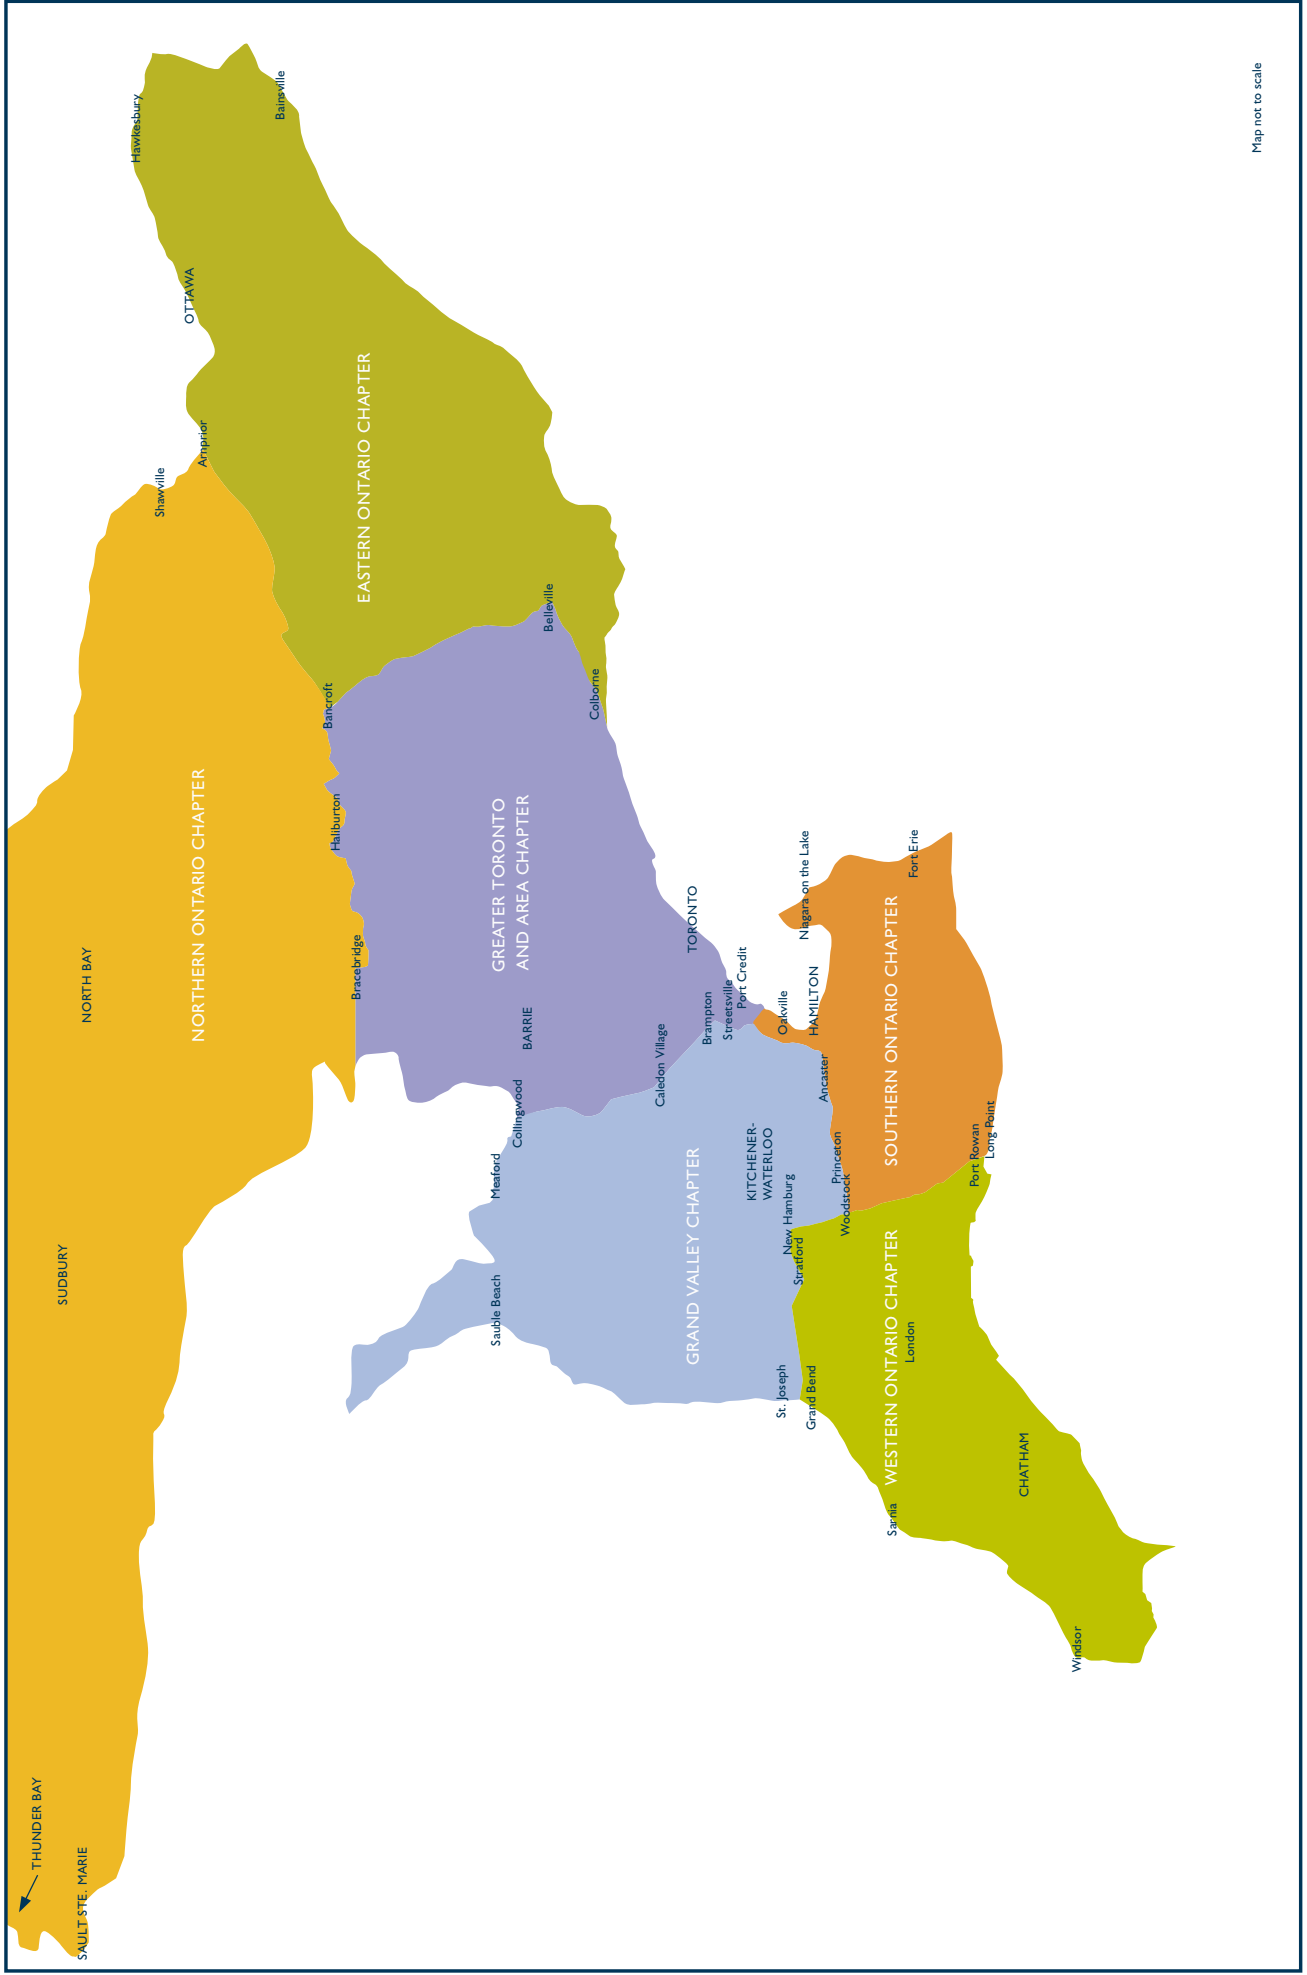 THUNDER BAY
SAULT STE. MARIE
SUDBURY
NORTH BAY
NORTHERN ONTARIO CHAPTER
Shawville
Arnprior
OTTAWA
Hawkesbury
Bainsville
EASTERN ONTARIO CHAPTER
Bracebridge
Haliburton
Bancroft
Belleville
Colborne
GREATER TORONTO
AND AREA CHAPTER
BARRIE
Collingwood
Meaford
Sauble Beach
Caledon Village
TORONTO
Brampton
Streetsville
Port Credit
GRAND VALLEY CHAPTER
KITCHENER-
WATERLOO
Oakville
HAMILTON
Niagara on the Lake
St. Joseph
New Hamburg
Stratford
Grand Bend
Ancaster
Princeton
Woodstock
Fort Erie
SOUTHERN ONTARIO CHAPTER
WESTERN ONTARIO CHAPTER
Sarnia
London
Port Rowan
Long Point
CHATHAM
Windsor
Map not to scale